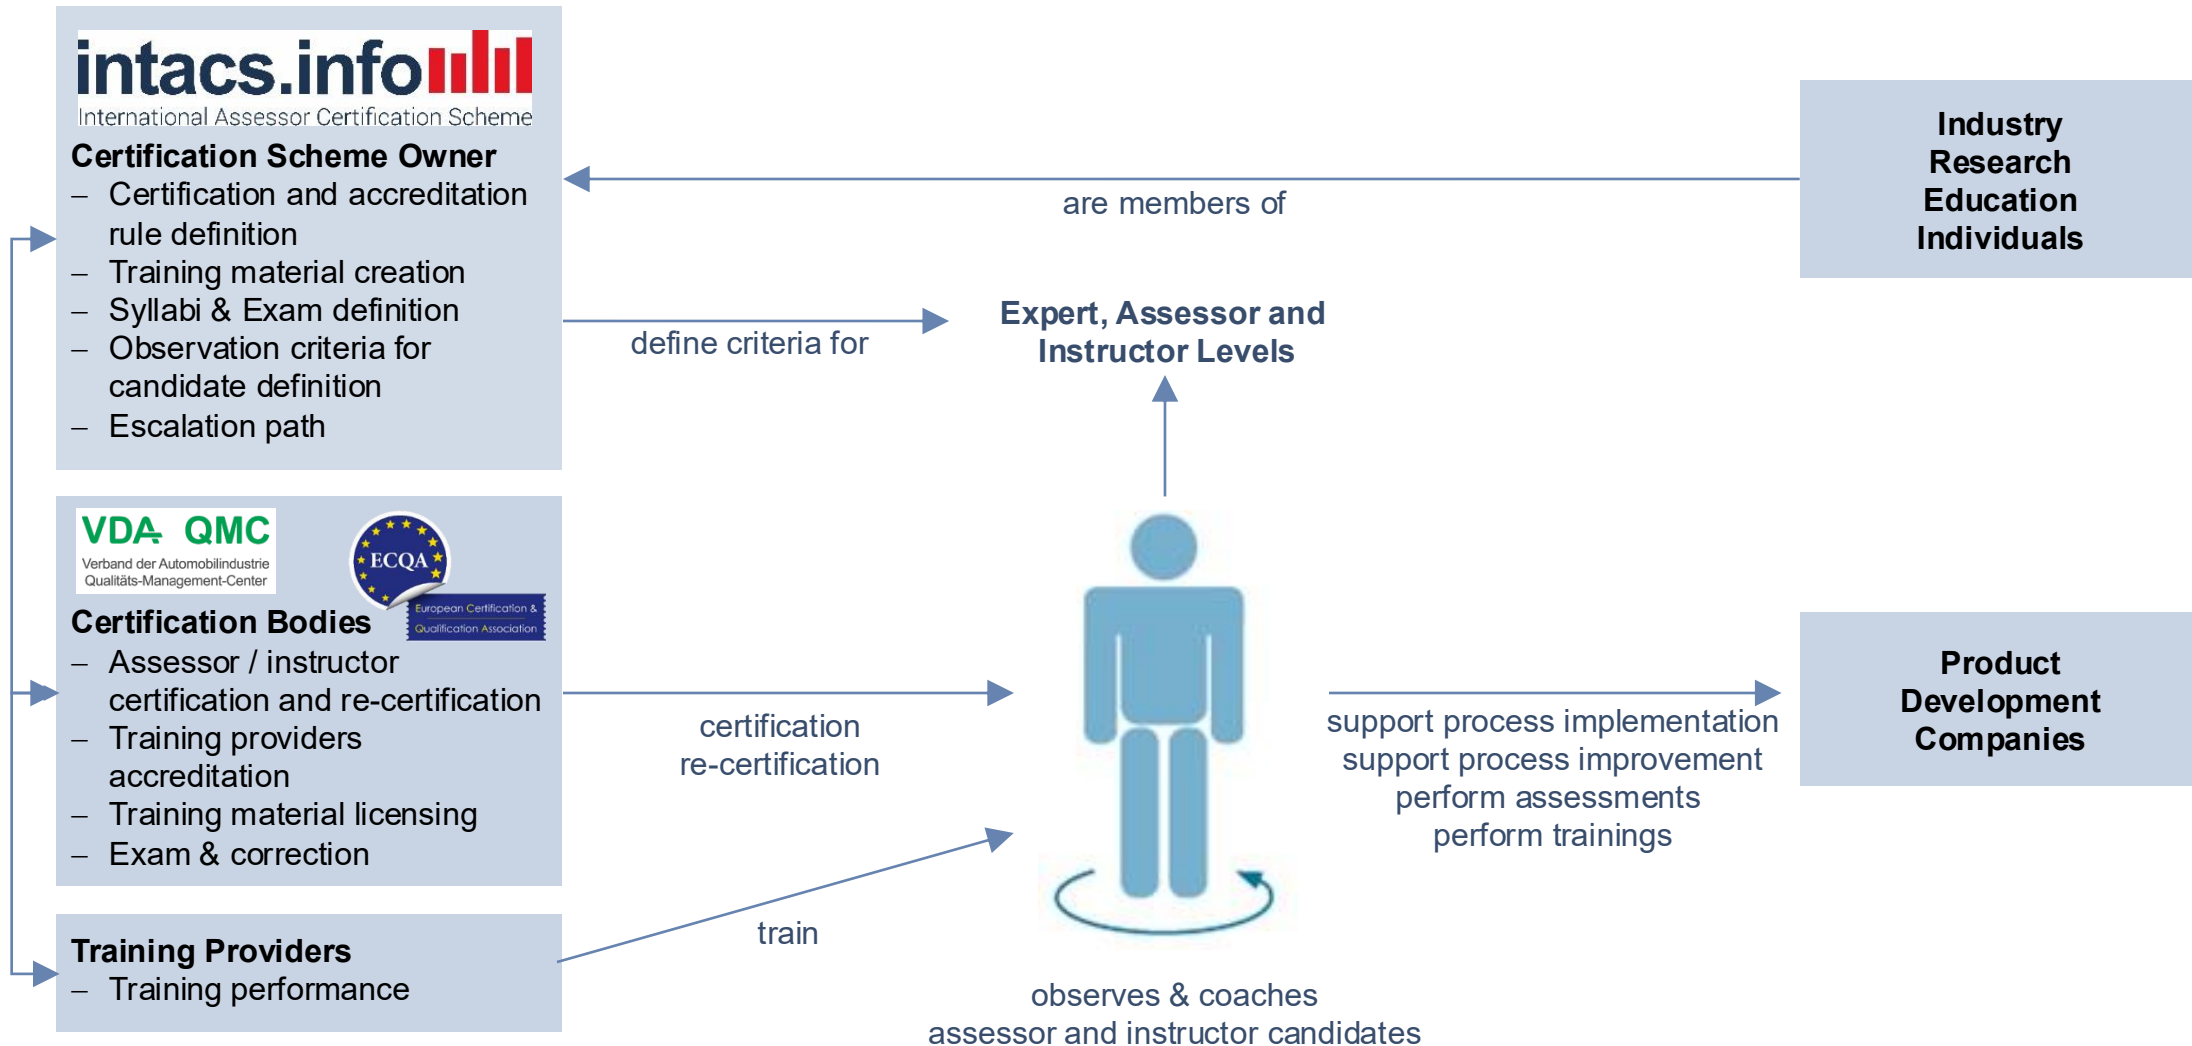 intacs.info
International Assessor Certification Scheme
Certification Scheme Owner
– Certification and accreditation
rule definition
– Training material creation
– Syllabi & Exam definition
– Observation criteria for
candidate definition
– Escalation path
are members of
Industry
Research
Education
Individuals
define criteria for
Expert, Assessor and
Instructor Levels
VDA QMC
Verband der Automobilindustrie
Qualitäts-Management-Center
ECQA
European Certification &
Qualification Association
Certification Bodies
– Assessor / instructor
certification and re-certification
– Training providers
accreditation
– Training material licensing
– Exam & correction
certification
re-certification
support process implementation
support process improvement
perform assessments
perform trainings
Product
Development
Companies
Training Providers
– Training performance
train
observes & coaches
assessor and instructor candidates